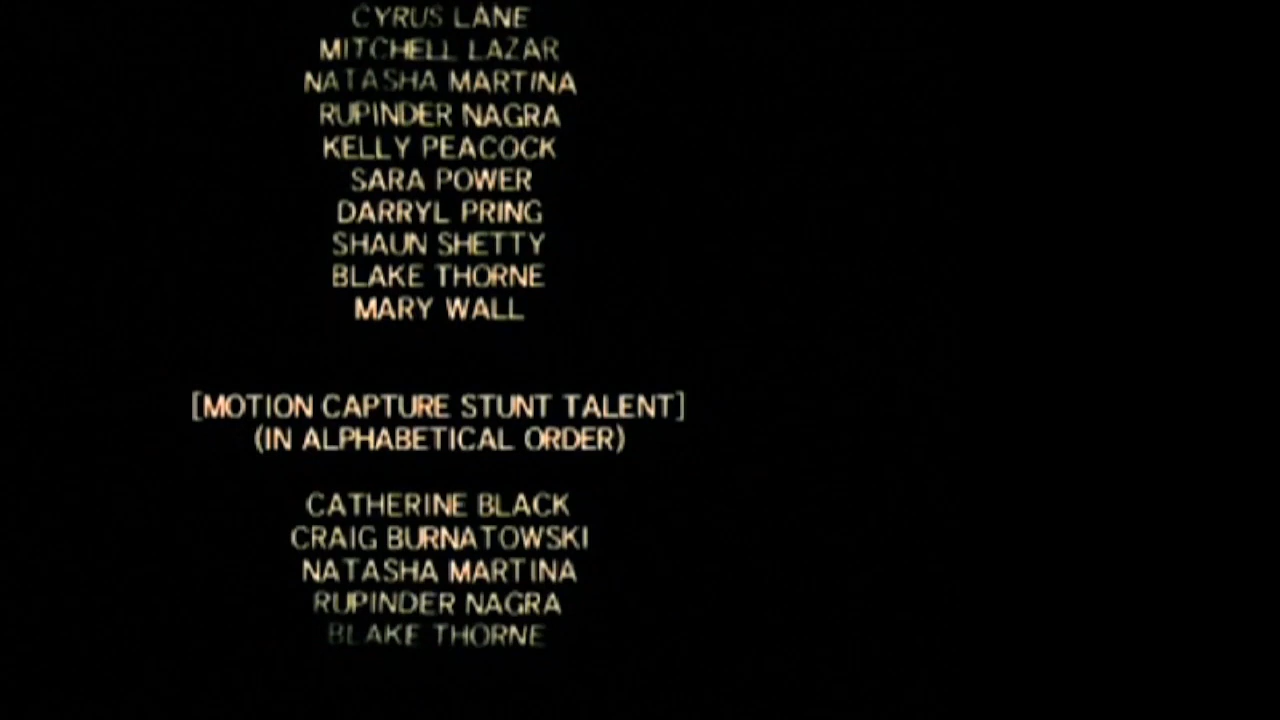 CYRUS LANE
MITCHELL LAZAR
NATASHA MARTINA
RUPINDER NAGRA
KELLY PEACOCK
SARA POWER
DARRYL PRING
SHAUN SHETTY
BLAKE THORNE
MARY WALL
[MOTION CAPTURE STUNT TALENT]
(IN ALPHABETICAL ORDER)
CATHERINE BLACK
CRAIG BURNATOWSKI
NATASHA MARTINA
RUPINDER NAGRA
BLAKE THORNE